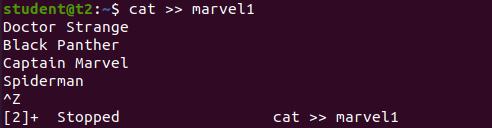 student@t2:~$ cat >> marvel1
Doctor Strange
Black Panther
Captain Marvel
Spiderman
^Z
[2]+  Stopped                 cat >> marvel1